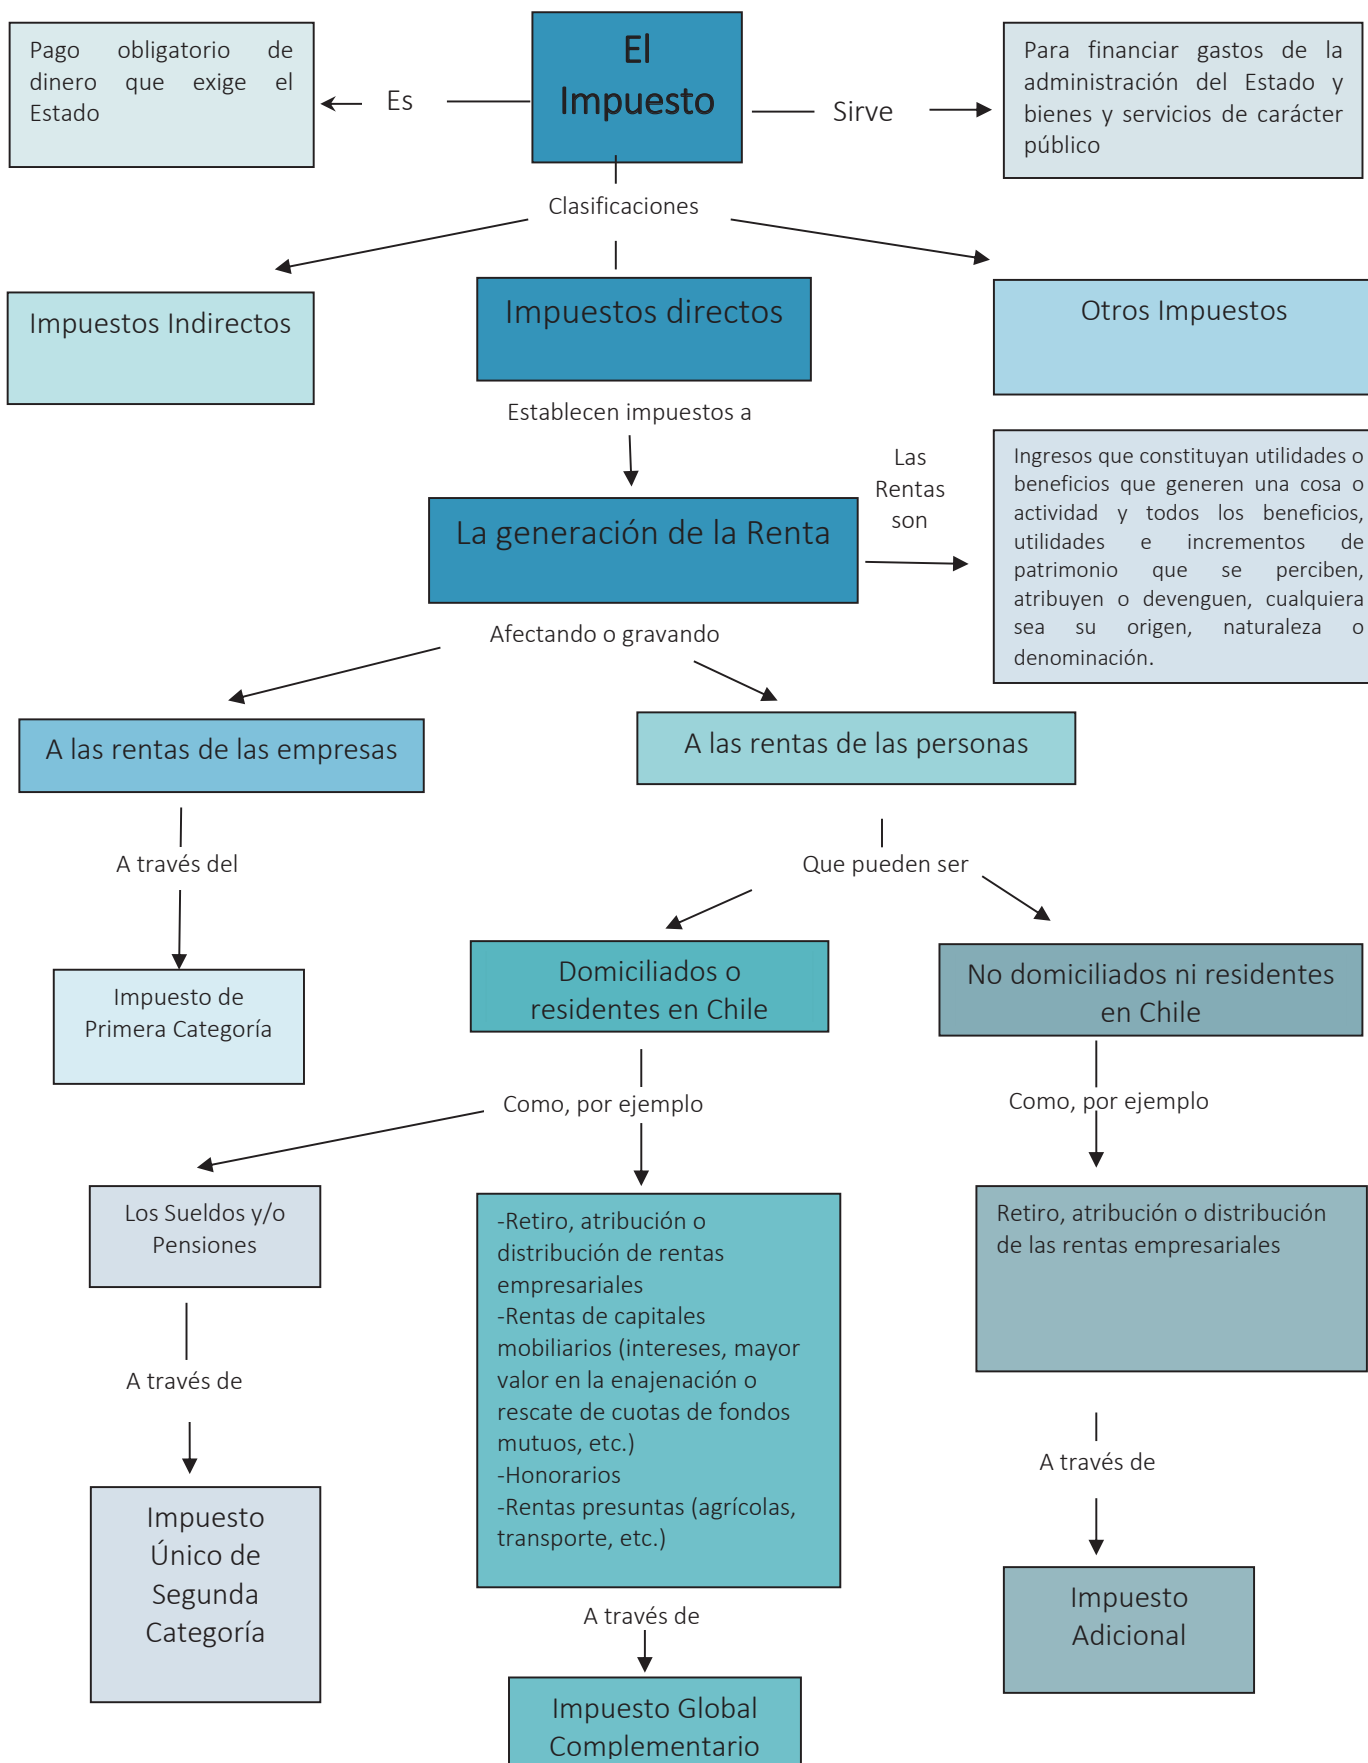 Pago obligatorio de
dinero que exige el
Estado
Es
El
Impuesto
Sirve
Para financiar gastos de la
administración del Estado y
bienes y servicios de carácter
público
Clasificaciones
Impuestos Indirectos
Impuestos directos
Otros Impuestos
Establecen impuestos a
La generación de la Renta
Las
Rentas
son
Ingresos que constituyan utilidades o
beneficios que generen una cosa o
actividad y todos los beneficios,
utilidades e incrementos de
patrimonio que se perciben,
atribuyen o devenguen, cualquiera
sea su origen, naturaleza o
denominación.
Afectando o gravando
A las rentas de las empresas
A las rentas de las personas
A través del
Impuesto de
Primera Categoría
Que pueden ser
Domiciliados o
residentes en Chile
No domiciliados ni residentes
en Chile
Como, por ejemplo
Como, por ejemplo
Los Sueldos y/o
Pensiones
A través de
Impuesto
Único de
Segunda
Categoría
-Retiro, atribución o
distribución de rentas
empresariales
-Rentas de capitales
mobiliarios (intereses, mayor
valor en la enajenación o
rescate de cuotas de fondos
mutuos, etc.)
-Honorarios
-Rentas presuntas (agrícolas,
transporte, etc.)
A través de
Impuesto Global
Complementario
Retiro, atribución o distribución
de las rentas empresariales
A través de
Impuesto
Adicional